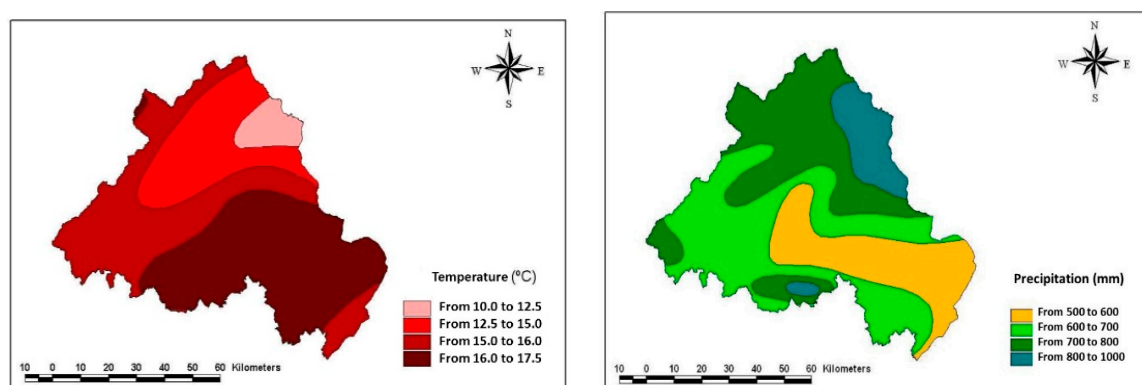 N
W E
S
Temperature (°C)
From 10.0 to 12.5
From 12.5 to 15.0
From 15.0 to 16.0
From 16.0 to 17.5
10 0 10 20 30 40 50 60 Kilometers
N
W E
S
Precipitation (mm)
From 500 to 600
From 600 to 700
From 700 to 800
From 800 to 1000
10 0 10 20 30 40 50 60 Kilometers